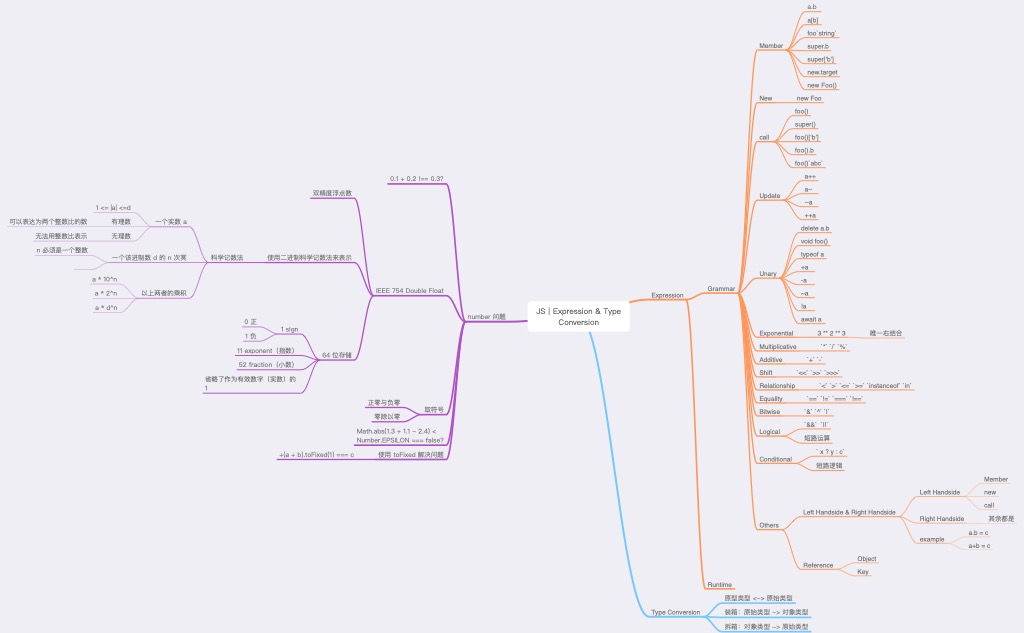 JS | Expression & Type
Conversion
number 问题
0.1 + 0.2 !== 0.3?
IEEE 754 Double Float
双精度浮点数
使用二进制科学记数法来表示
科学记数法
一个实数 a
1 <= |a| <=d
有理数
可以表达为两个整数比的数
无理数
无法用整数比表示
一个该进制数 d 的 n 次幂
n 必须是一个整数
以上两者的乘积
a * 10^n
a * 2^n
a * d^n
64 位存储
1 sign
0 正
1 负
11 exponent（指数）
52 fraction（小数）
省略了作为有效数字（实数）的
1
取符号
正零与负零
零除以零
Math.abs(1.3 + 1.1 − 2.4) <
Number.EPSILON === false?
使用 toFixed 解决问题
+(a + b).toFixed(1) === c
Expression
Grammar
Member
a.b
a[b]
foo`string`
super.b
super['b']
new.target
new Foo()
New
new Foo
call
foo()
super()
foo()['b']
foo().b
foo()`abc`
Update
a++
a−
−a
++a
Unary
delete a.b
void foo()
typeof a
+a
-a
~a
!a
await a
Exponential
3 ** 2 ** 3
唯一右结合
Multiplicative
`*` `/` `%`
Additive
`+` `-`
Shift
`<<` `>>` `>>>`
Relationship
`<` `>` `<=` `>=` `instanceof` `in`
Equality
`==` `!=` `===` `!==`
Bitwise
`&` `^` `|`
Logical
`&&` `||`
短路运算
Conditional
` x ? y : c`
短路逻辑
Others
Left Handside & Right Handside
Left Handside
Member
new
call
Right Handside
其余都是
example
a.b = c
a+b = c
Reference
Object
Key
Runtime
Type Conversion
原型类型 <−> 原始类型
装箱：原始类型 −> 对象类型
拆箱：对象类型 −> 原始类型